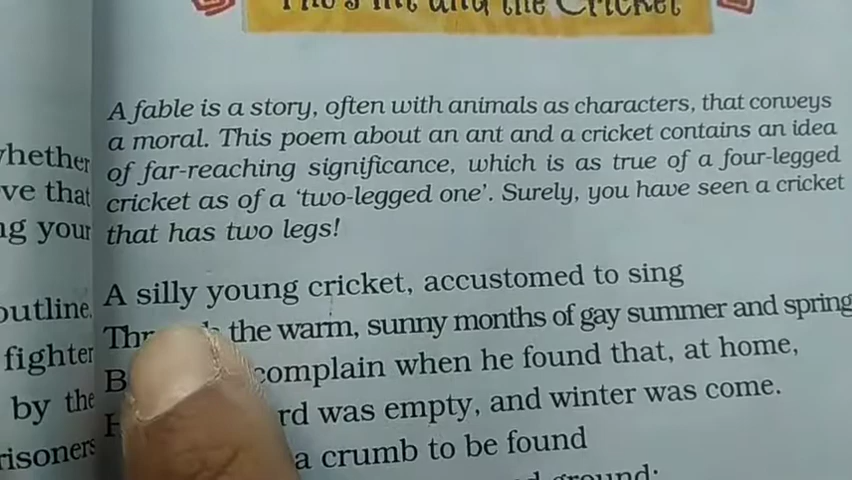 and the Cricket
A fable is a story, often with animals as characters, that conveys
a moral. This poem about an ant and a cricket contains an idea
of far-reaching significance, which is as true of a four-legged
cricket as of a ‘two-legged one’. Surely, you have seen a cricket
that has two legs!
A silly young cricket, accustomed to sing
the warm, sunny months of gay summer and spring
complain when he found that, at home,
was empty, and winter was come.
a crumb to be found
ground;
ve that
your
outline.
fighter
by the